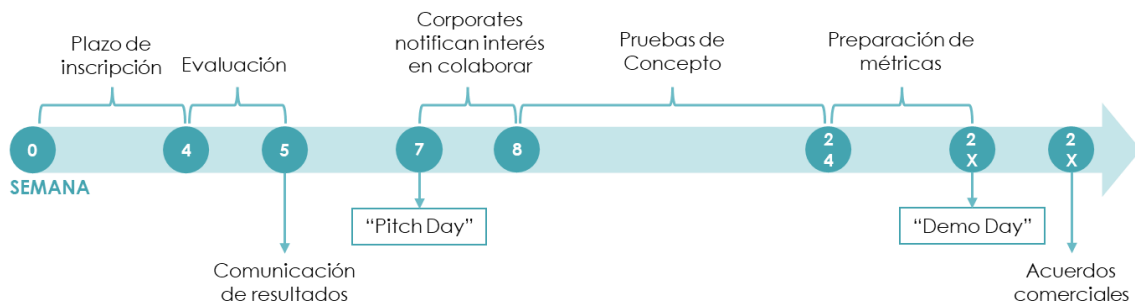 Plazo de
inscripción
Evaluación
Corporates
notifican interés
en colaborar
Pruebas de
Concepto
Preparación de
métricas
0
4
5
7
8
2
4
2
X
2
X
SEMANA
“Pitch Day”
“Demo Day”
Comunicación
de resultados
Acuerdos
comerciales